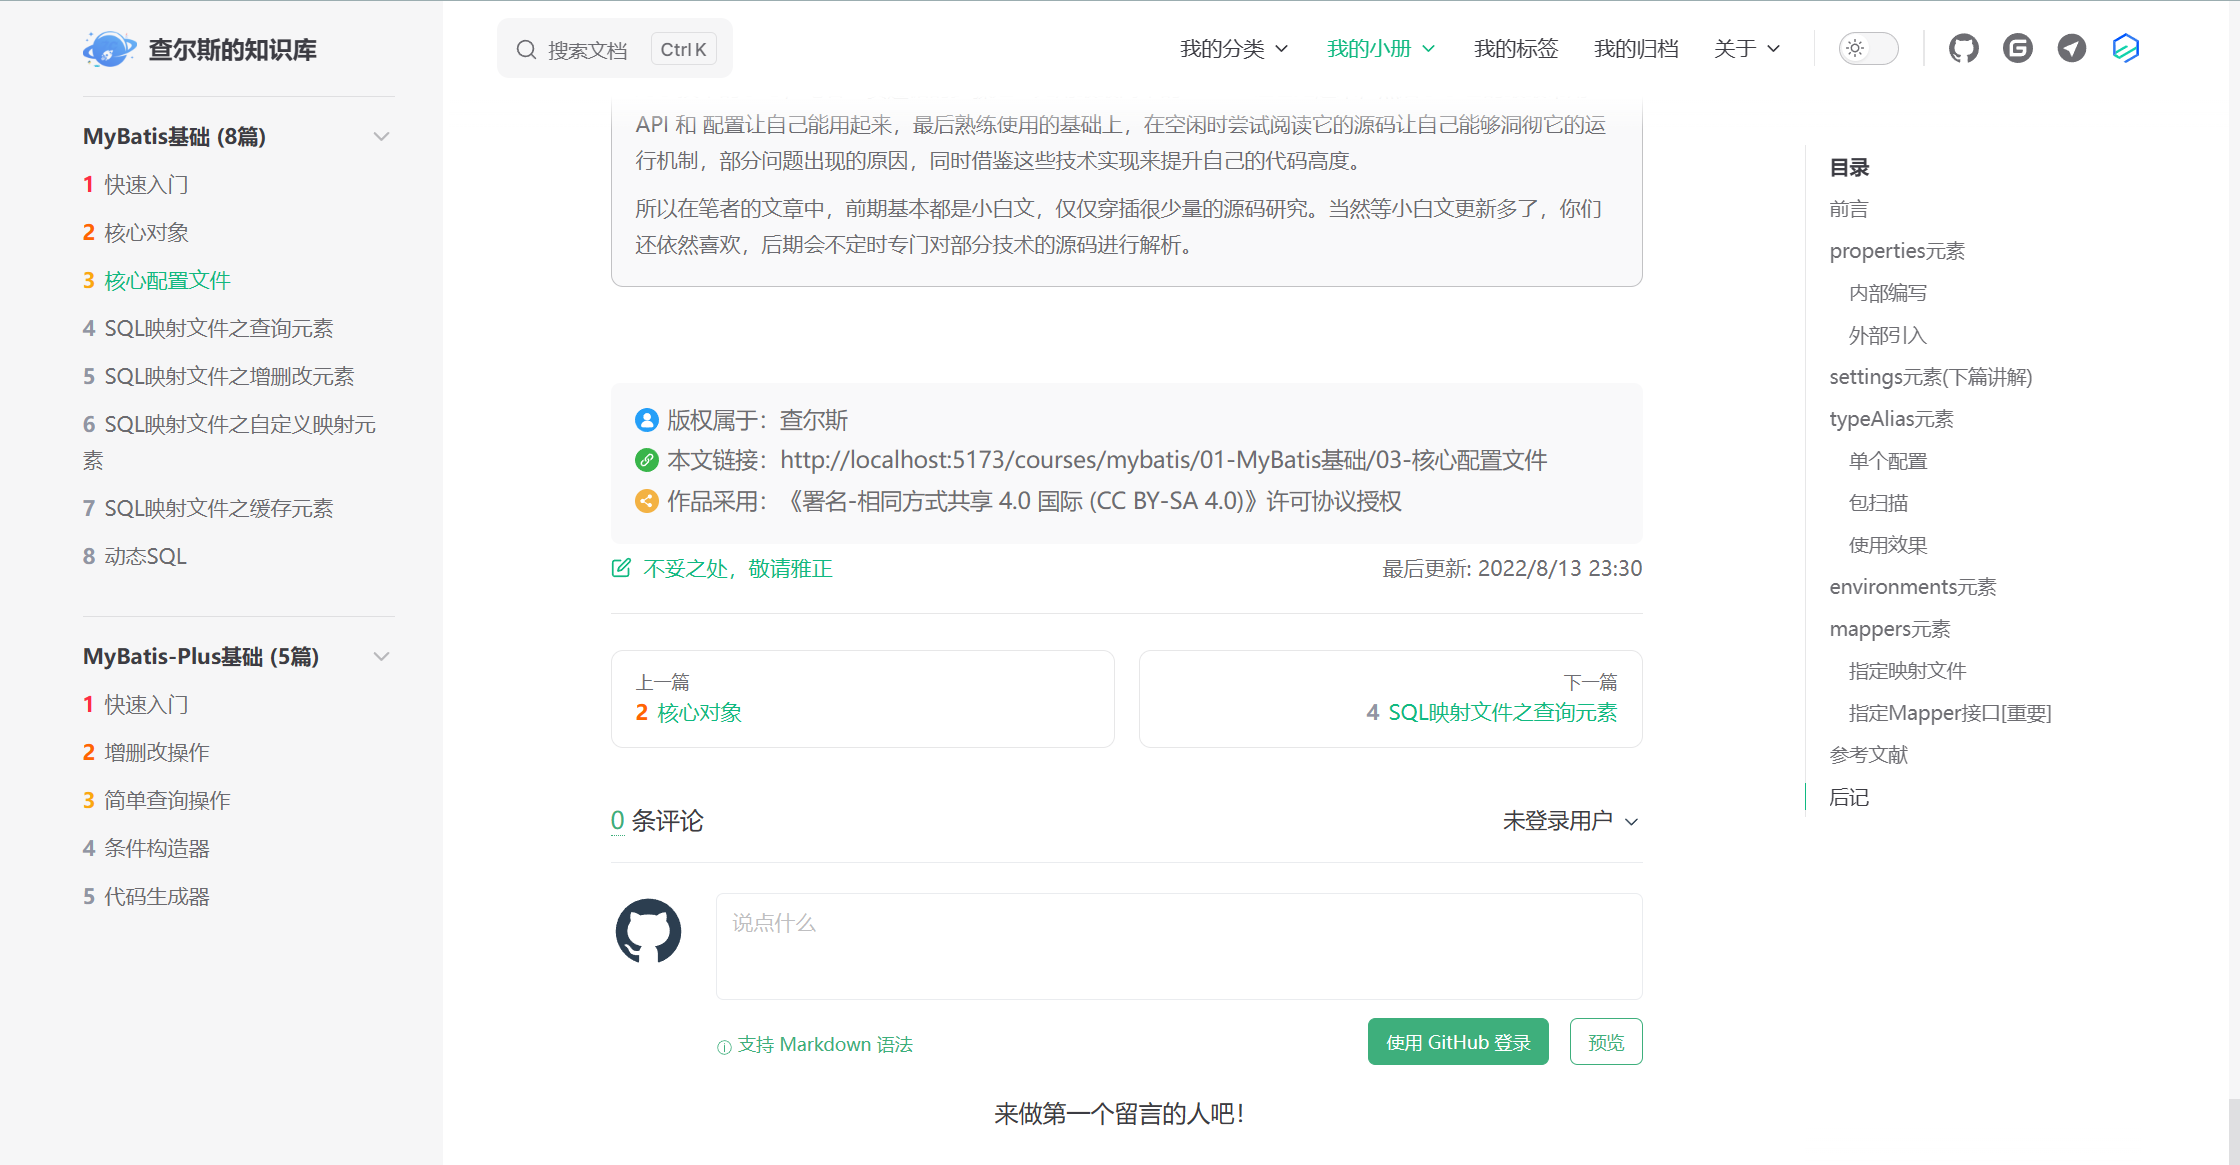 查尔斯的知识库
搜索文档 Ctrl K
我的分类 我的小册 我的标签 我的归档 关于
MyBatis基础 (8篇)
1 快速入门
2 核心对象
3 核心配置文件
4 SQL映射文件之查询元素
5 SQL映射文件之增删改元素
6 SQL映射文件之自定义映射元
素
7 SQL映射文件之缓存元素
8 动态SQL
MyBatis-Plus基础 (5篇)
1 快速入门
2 增删改操作
3 简单查询操作
4 条件构造器
5 代码生成器
API 和 配置让自己能用起来，最后熟练使用的基础上，在空闲时尝试阅读它的源码让自己能够洞彻它的运
行机制，部分问题出现的原因，同时借鉴这些技术实现来提升自己的代码高度。
所以在笔者的文章中，前期基本都是小白文，仅仅穿插很少量的源码研究。当然等小白文更新多了，你们
还依然喜欢，后期会不定时专门对部分技术的源码进行解析。
版权属于：查尔斯
本文链接：http://localhost:5173/courses/mybatis/01-MyBatis基础/03-核心配置文件
作品采用：《署名-相同方式共享 4.0 国际 (CC BY-SA 4.0)》许可协议授权
不妥之处，敬请雅正
最后更新: 2022/8/13 23:30
上一篇
2 核心对象
下一篇
4 SQL映射文件之查询元素
0 条评论
未登录用户
说点什么
支持 Markdown 语法
使用 GitHub 登录
预览
来做第一个留言的人吧！
目录
前言
properties元素
内部编写
外部引入
settings元素(下篇讲解)
typeAlias元素
单个配置
包扫描
使用效果
environments元素
mappers元素
指定映射文件
指定Mapper接口[重要]
参考文献
后记